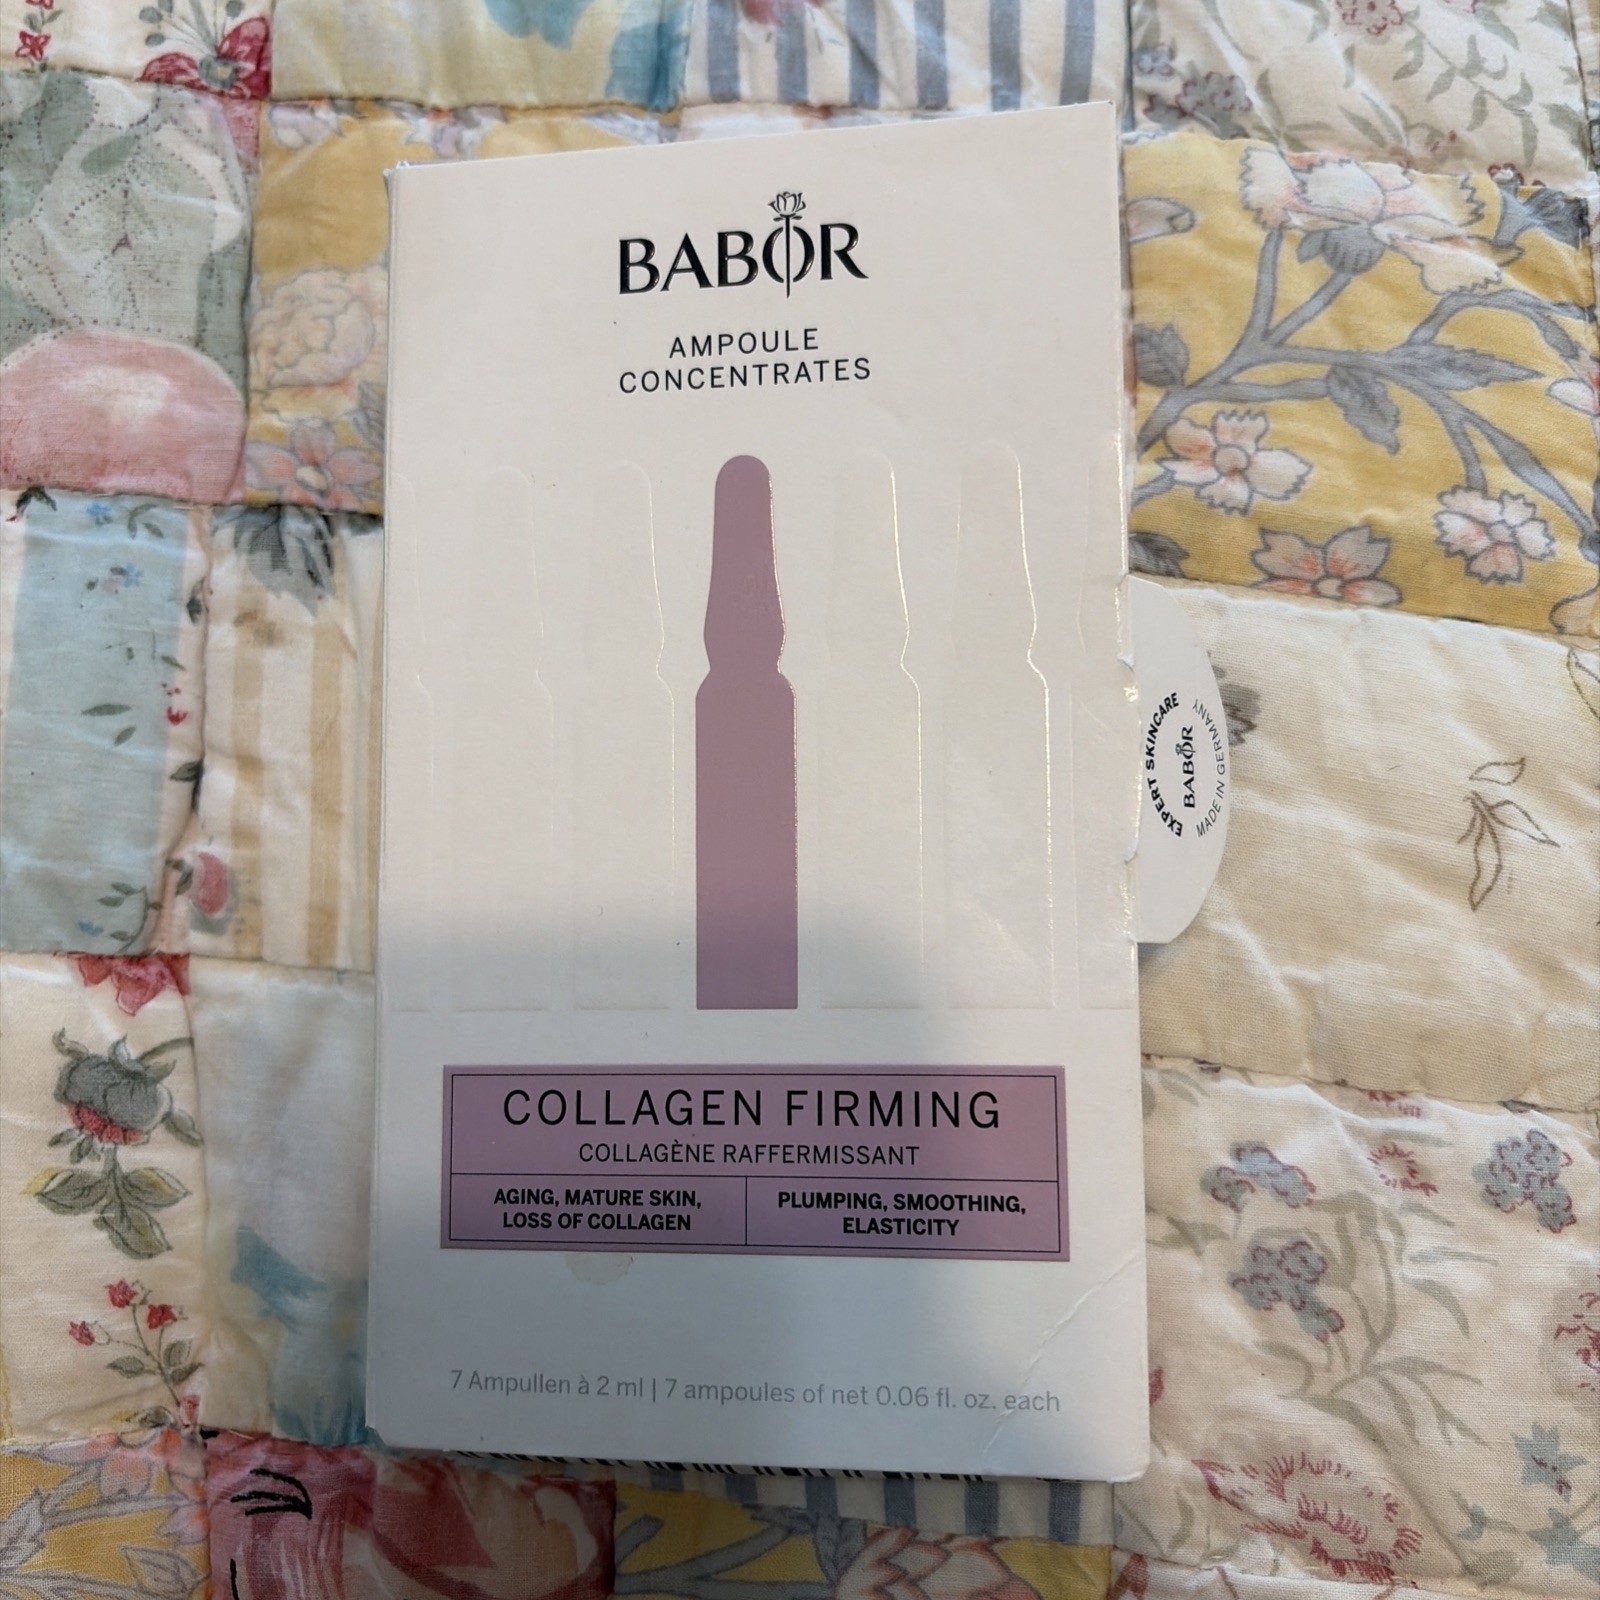 BABOR
AMPOULE
CONCENTRATES
COLLAGEN FIRMING
COLLAGÈNE RAFFERMISSANT
AGING, MATURE SKIN,
LOSS OF COLLAGEN
PLUMPING, SMOOTHING,
ELASTICITY
7 Ampullen à 2 ml | 7 ampoules of net 0.06 fl. oz. each
EXPERT SKINCARE
BABOR
MADE IN GERMANY